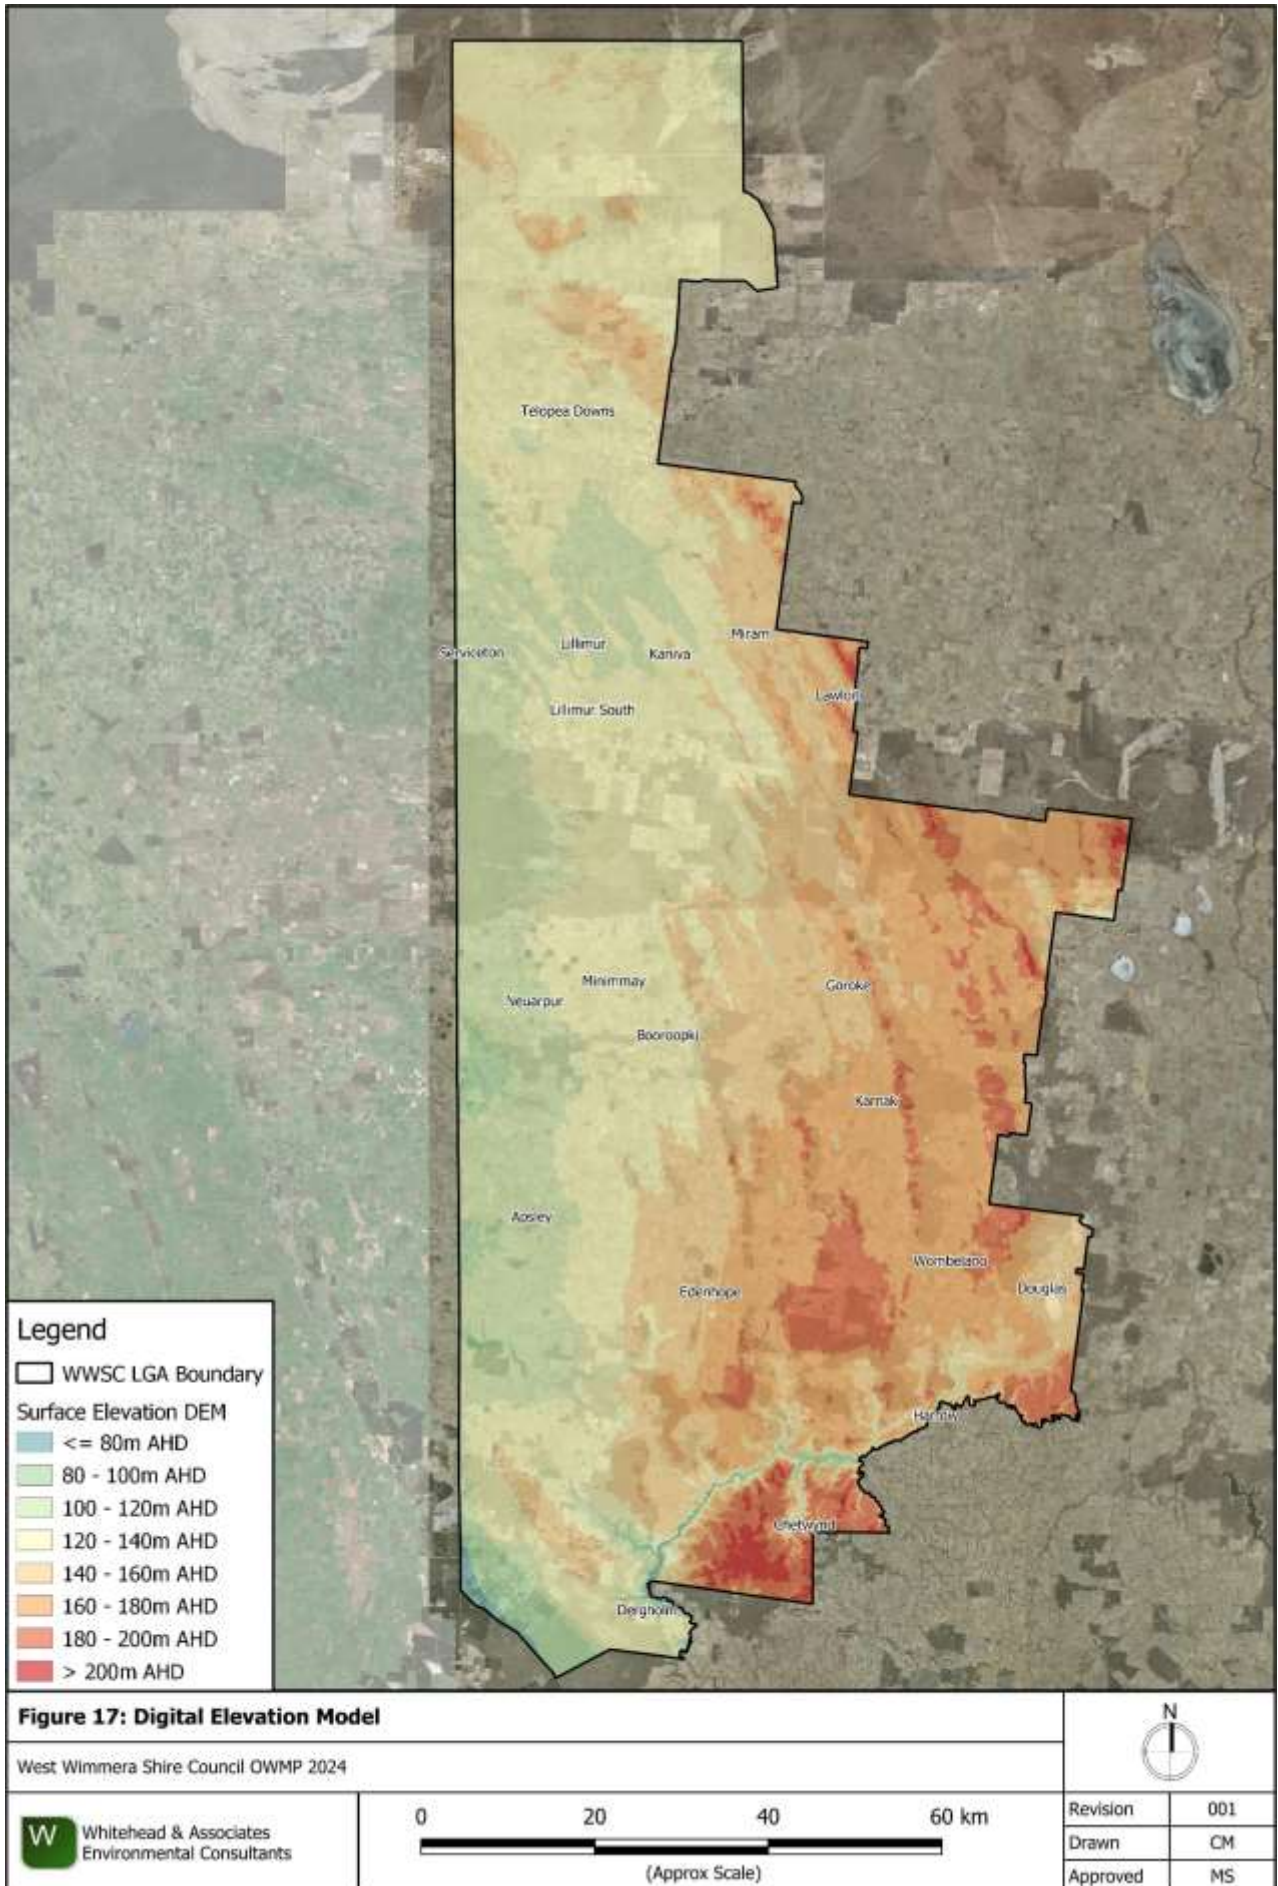 Telopea Downs
Miram
Lillimur
Kaniva
Serviceton
Lawloit
Lillimur South
Minimmay
Goroke
Neuarpur
Booroopki
Karnak
Apsley
Wombelano
Edenhope
Douglas
Harrow
Chetwynd
Dergholm
Legend
WWSC LGA Boundary
Surface Elevation DEM
<= 80m AHD
80 - 100m AHD
100 - 120m AHD
120 - 140m AHD
140 - 160m AHD
160 - 180m AHD
180 - 200m AHD
> 200m AHD
Figure 17: Digital Elevation Model
N
West Wimmera Shire Council OWMP 2024
W
Whitehead & Associates
Environmental Consultants
0 20 40 60 km
(Approx Scale)
Revision 001
Drawn CM
Approved MS